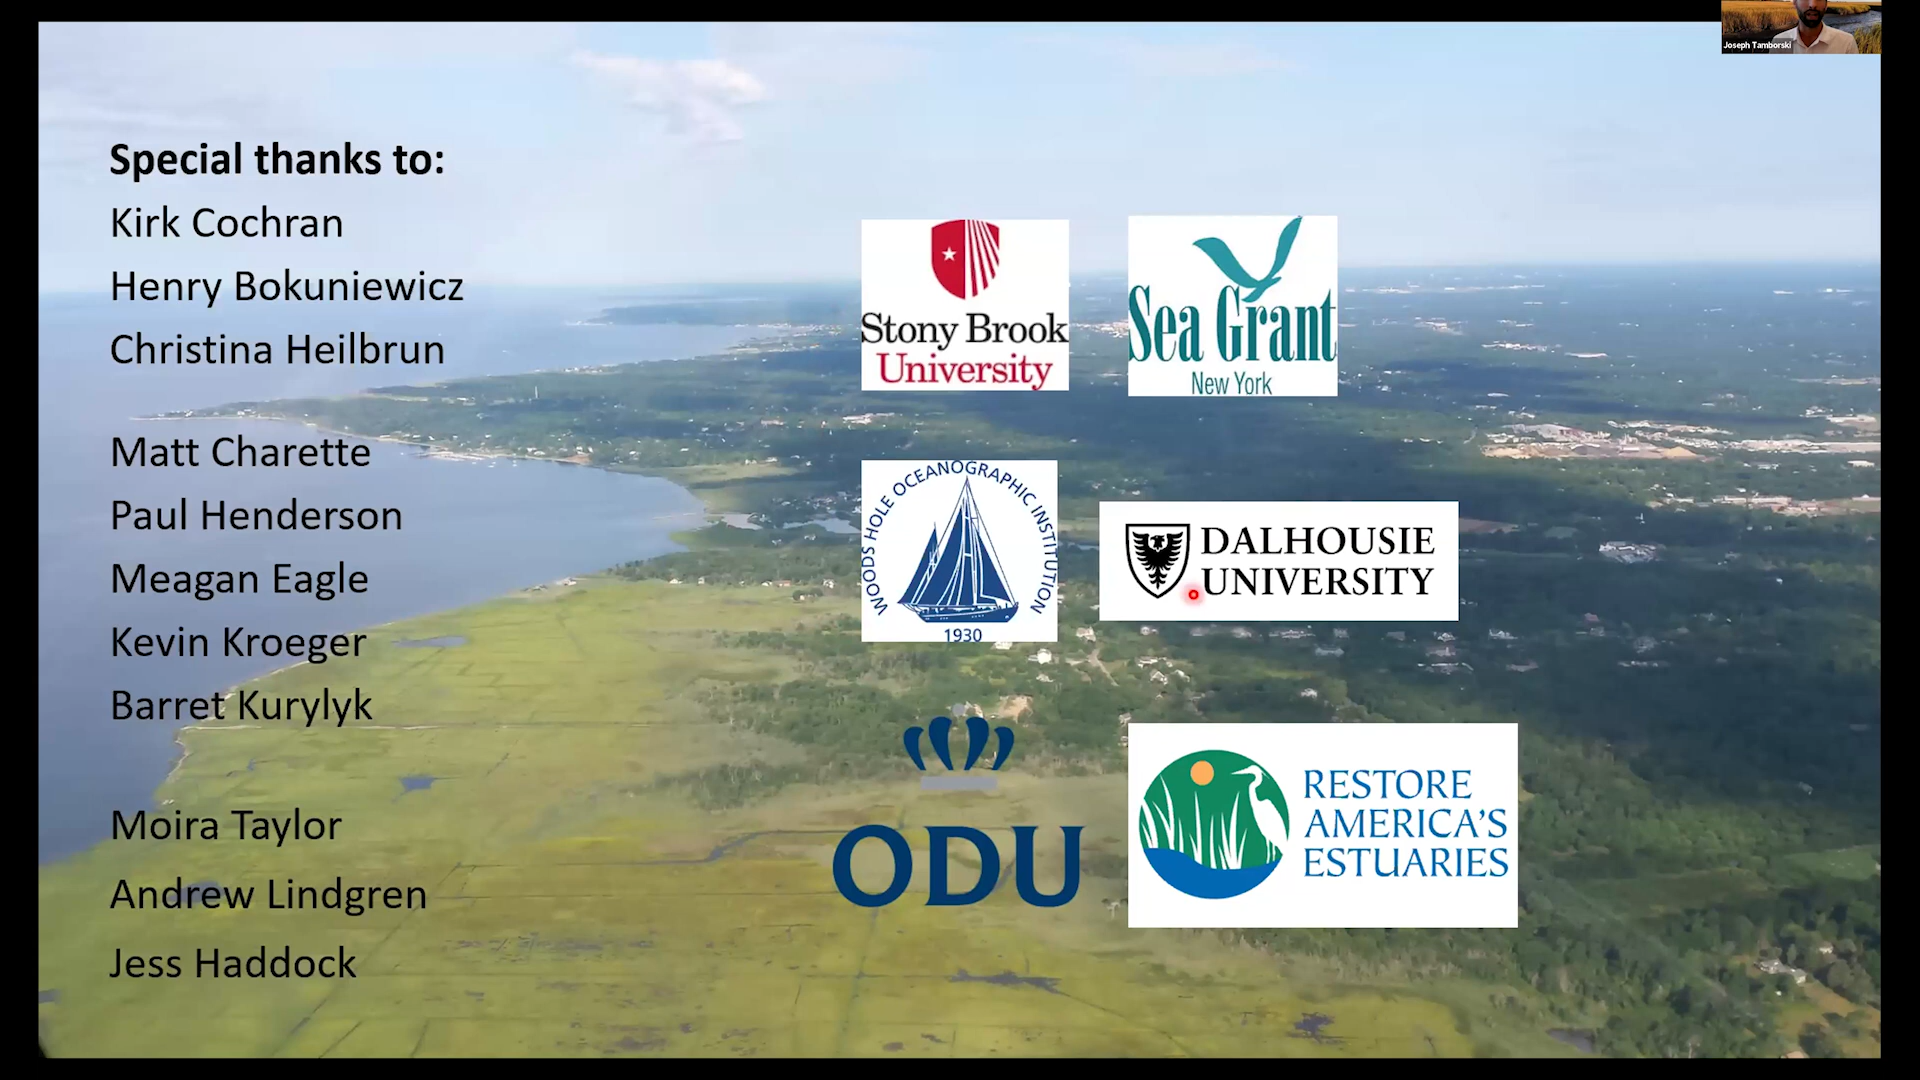 Joseph Tamborski
Special thanks to:
Kirk Cochran
Henry Bokuniewicz
Christina Heilbrun
Matt Charette
Paul Henderson
Meagan Eagle
Kevin Kroeger
Barret Kurylyk
Moira Taylor
Andrew Lindgren
Jess Haddock
Stony Brook
University
Sea Grant
New York
WOODS HOLE OCEANOGRAPHIC INSTITUTION
1930
DALHOUSIE
UNIVERSITY
ODU
RESTORE
AMERICA'S
ESTUARIES